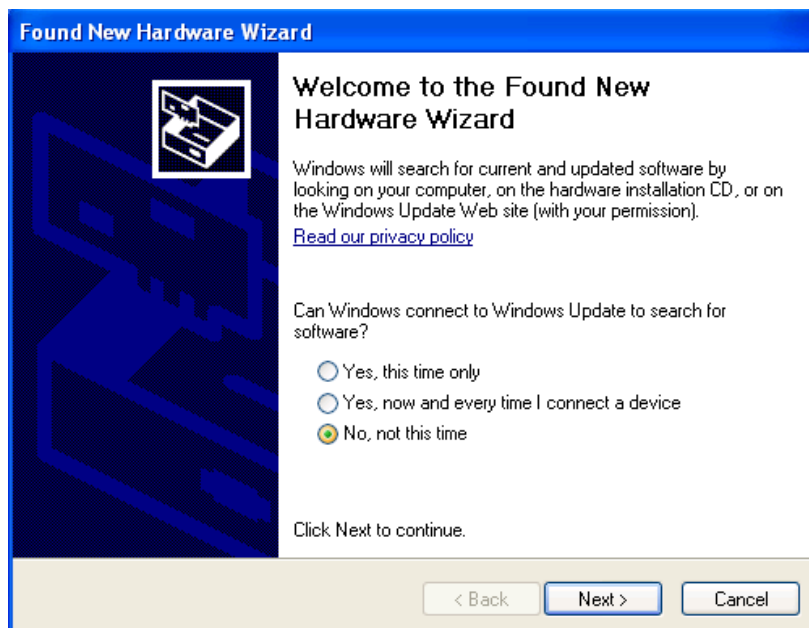 Found New Hardware Wizard
Welcome to the Found New
Hardware Wizard
Windows will search for current and updated software by
looking on your computer, on the hardware installation CD, or on
the Windows Update Web site (with your permission).
Read our privacy policy
Can Windows connect to Windows Update to search for
software?
Yes, this time only
Yes, now and every time I connect a device
No, not this time
Click Next to continue.
< Back Next > Cancel